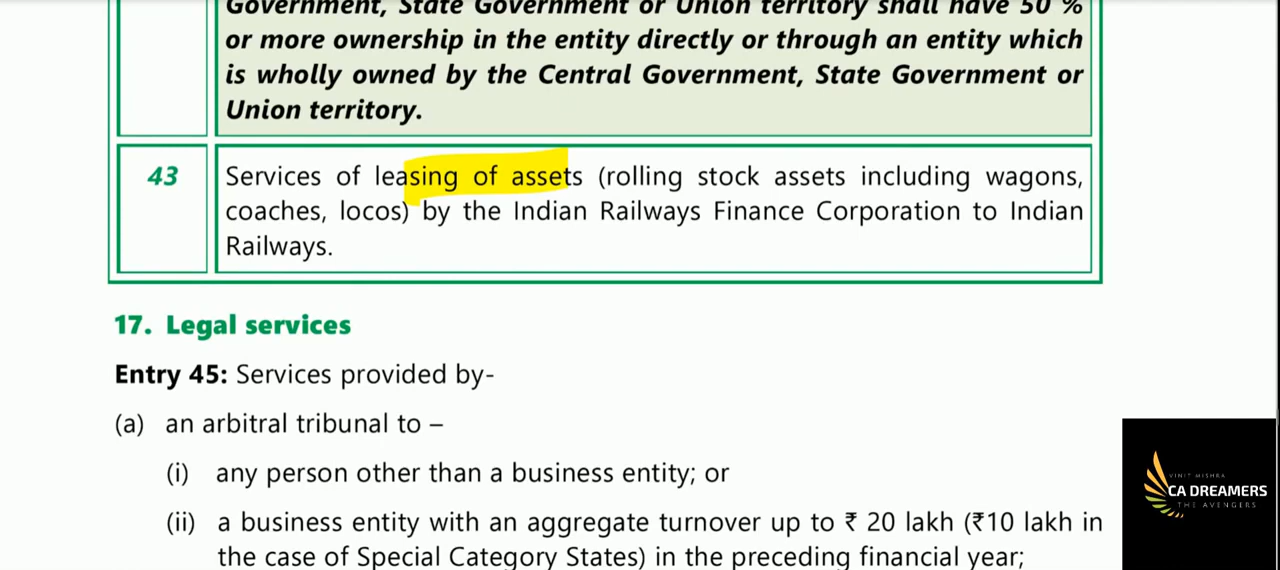 Government, State Government or Union territory shall have 50 %
or more ownership in the entity directly or through an entity which
is wholly owned by the Central Government, State Government or
Union territory.
43
Services of leasing of assets (rolling stock assets including wagons,
coaches, locos) by the Indian Railways Finance Corporation to Indian
Railways.
17. Legal services
Entry 45: Services provided by-
(a) an arbitral tribunal to –
(i) any person other than a business entity; or
(ii) a business entity with an aggregate turnover up to ₹ 20 lakh (₹10 lakh in
the case of Special Category States) in the preceding financial year;
VINIT MISHRA
CA DREAMERS
THE AVENGERS